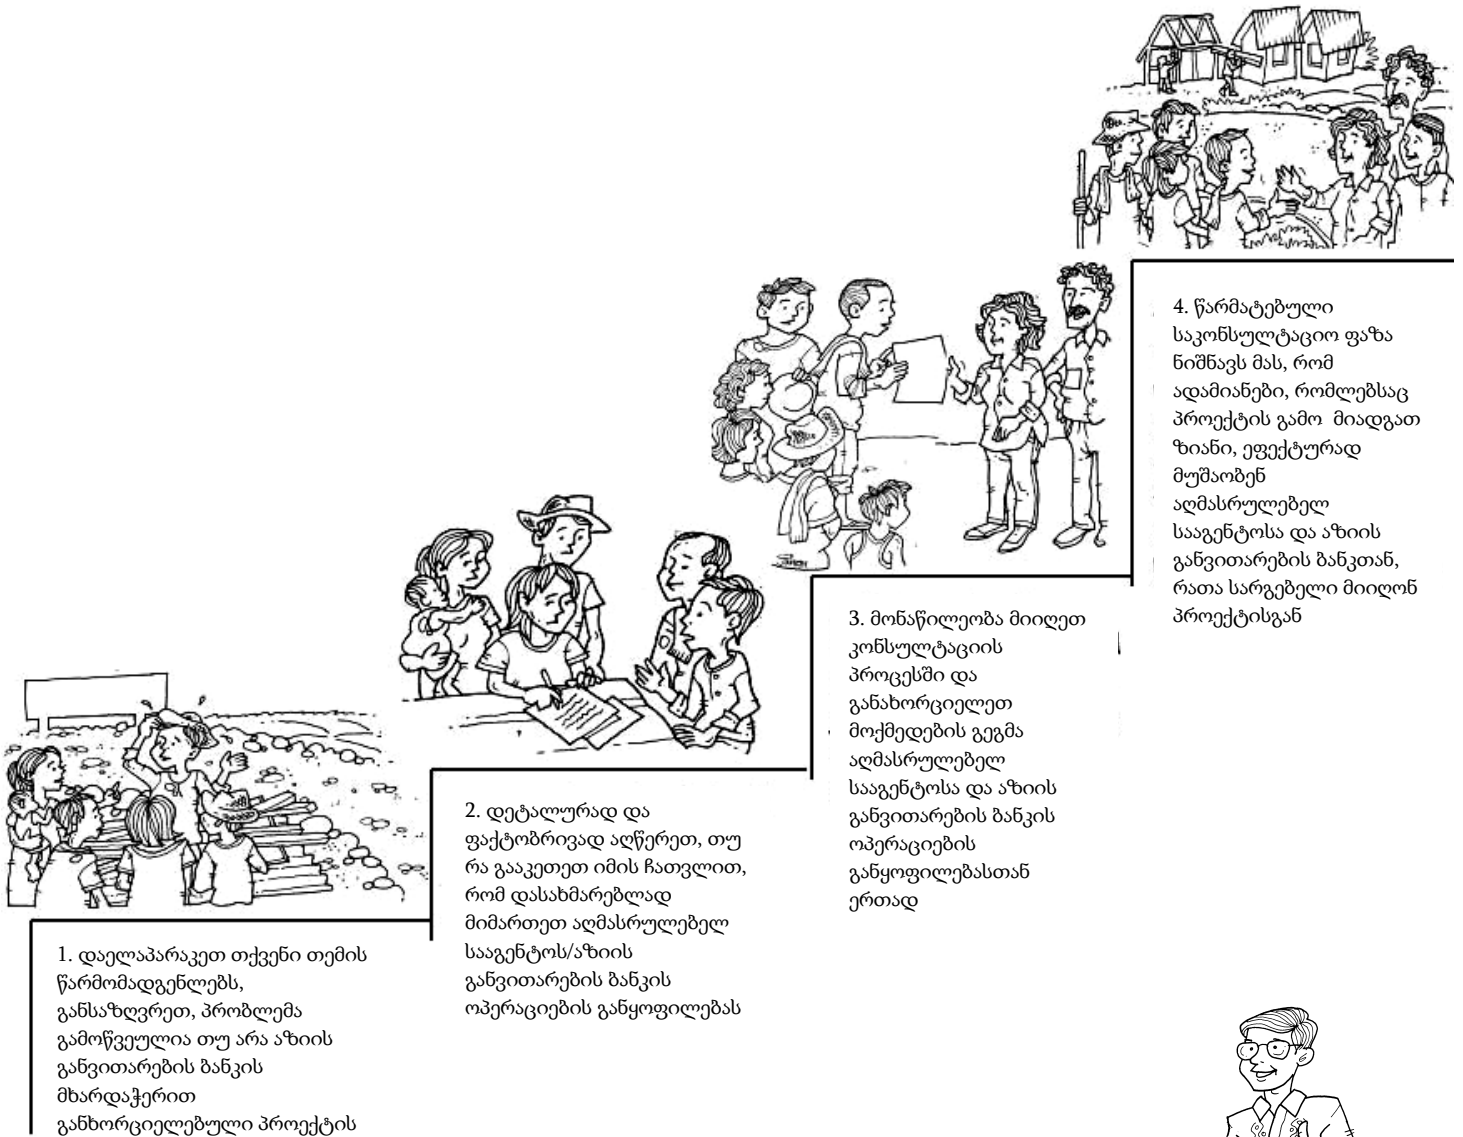 1. დაელაპარაკეთ თქვენი თემის
წარმომადგენლებს,
განსაზღვრეთ, პრობლემა
გამოწვეულია თუ არა აზიის
განვითარების ბანკის
მხარდაჭერით
განხორციელებული პროექტის
2. დეტალურად და
ფაქტობრივად აღწერეთ, თუ
რა გააკეთეთ იმის ჩათვლით,
რომ დასახმარებლად
მიმართეთ აღმასრულებელ
სააგენტოს/აზიის
განვითარების ბანკის
ოპერაციების განყოფილებას
3. მონაწილეობა მიიღეთ
კონსულტაციის
პროცესში და
განახორციელეთ
მოქმედების გეგმა
აღმასრულებელ
სააგენტოსა და აზიის
განვითარების ბანკის
ოპერაციების
განყოფილებასთან
ერთად
4. წარმატებული
საკონსულტაციო ფაზა
ნიშნავს მას, რომ
ადამიანები, რომლებსაც
პროექტის გამო მიადგათ
ზიანი, ეფექტურად
მუშაობენ
აღმასრულებელ
სააგენტოსა და აზიის
განვითარების ბანკთან,
რათა სარგებელი მიიღონ
პროექტისგან